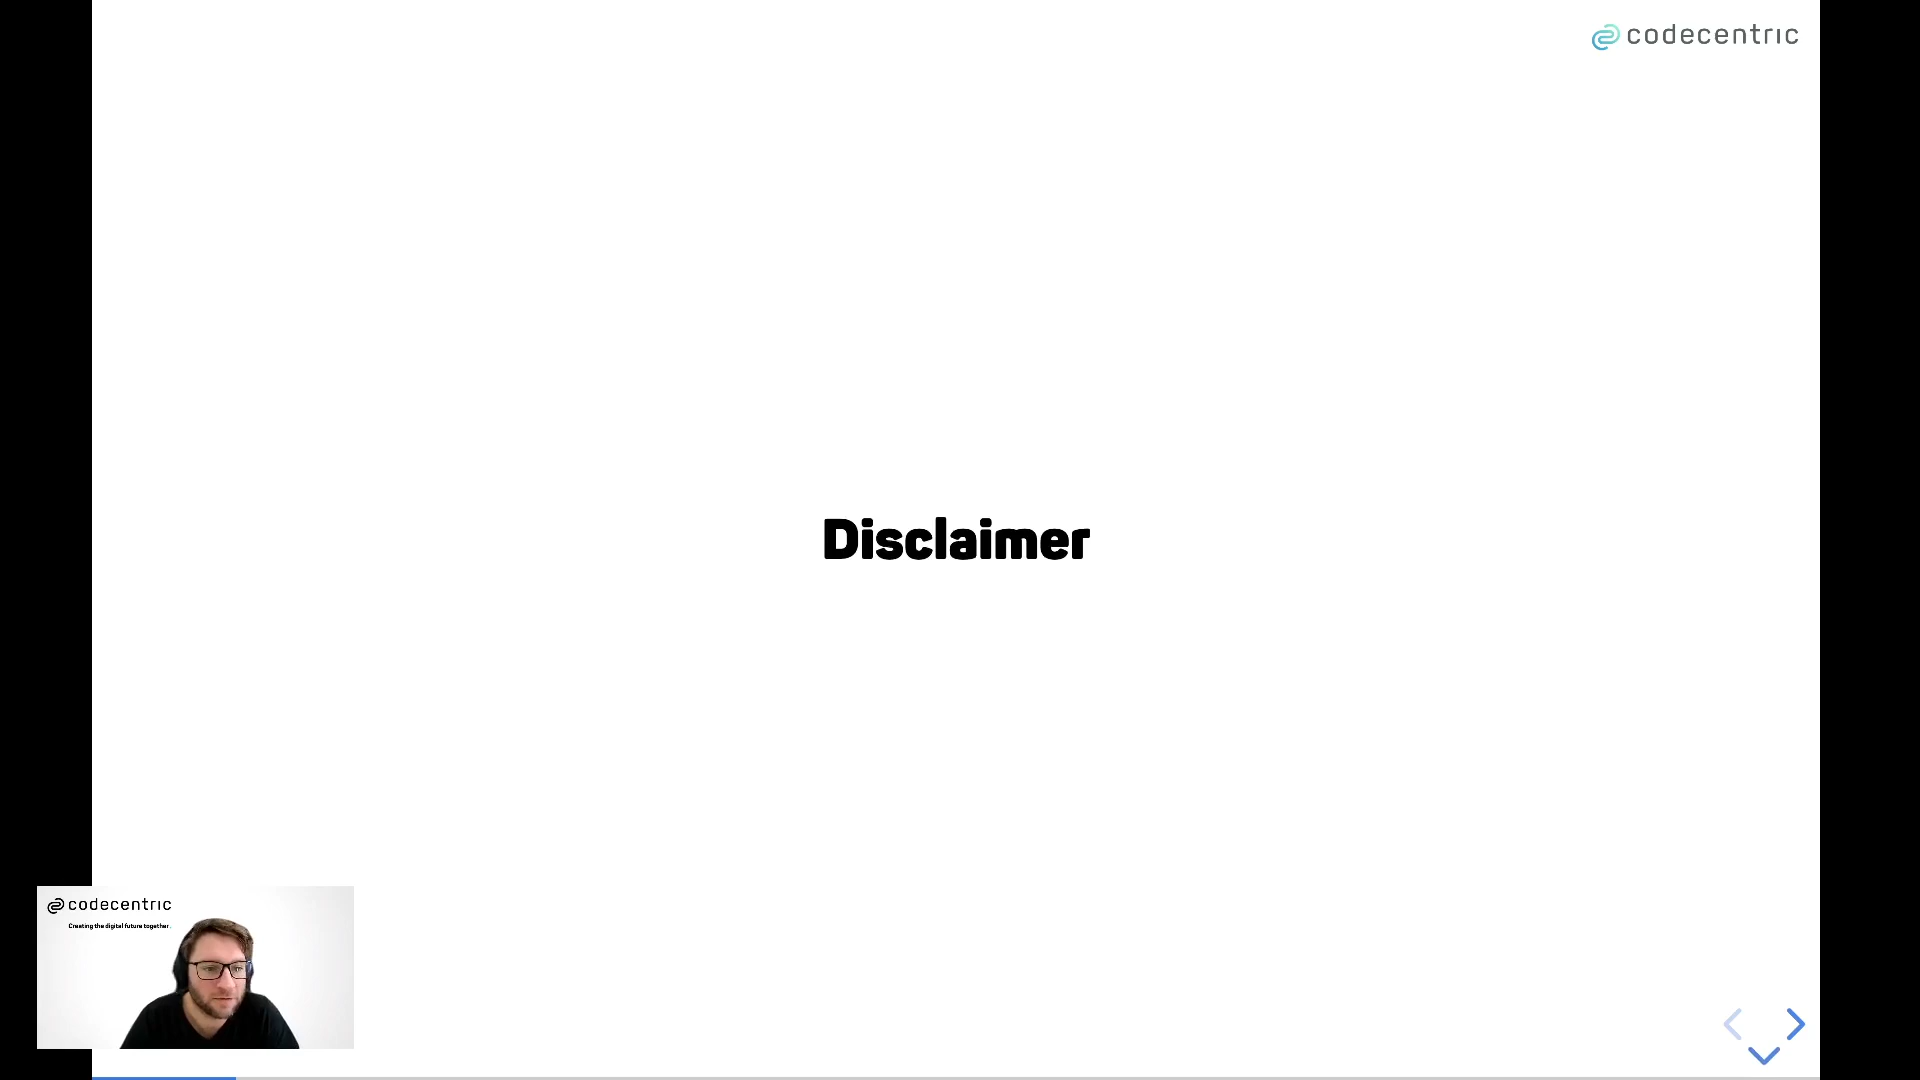 codecentric
Disclaimer
codecentric
Creating the digital future together.